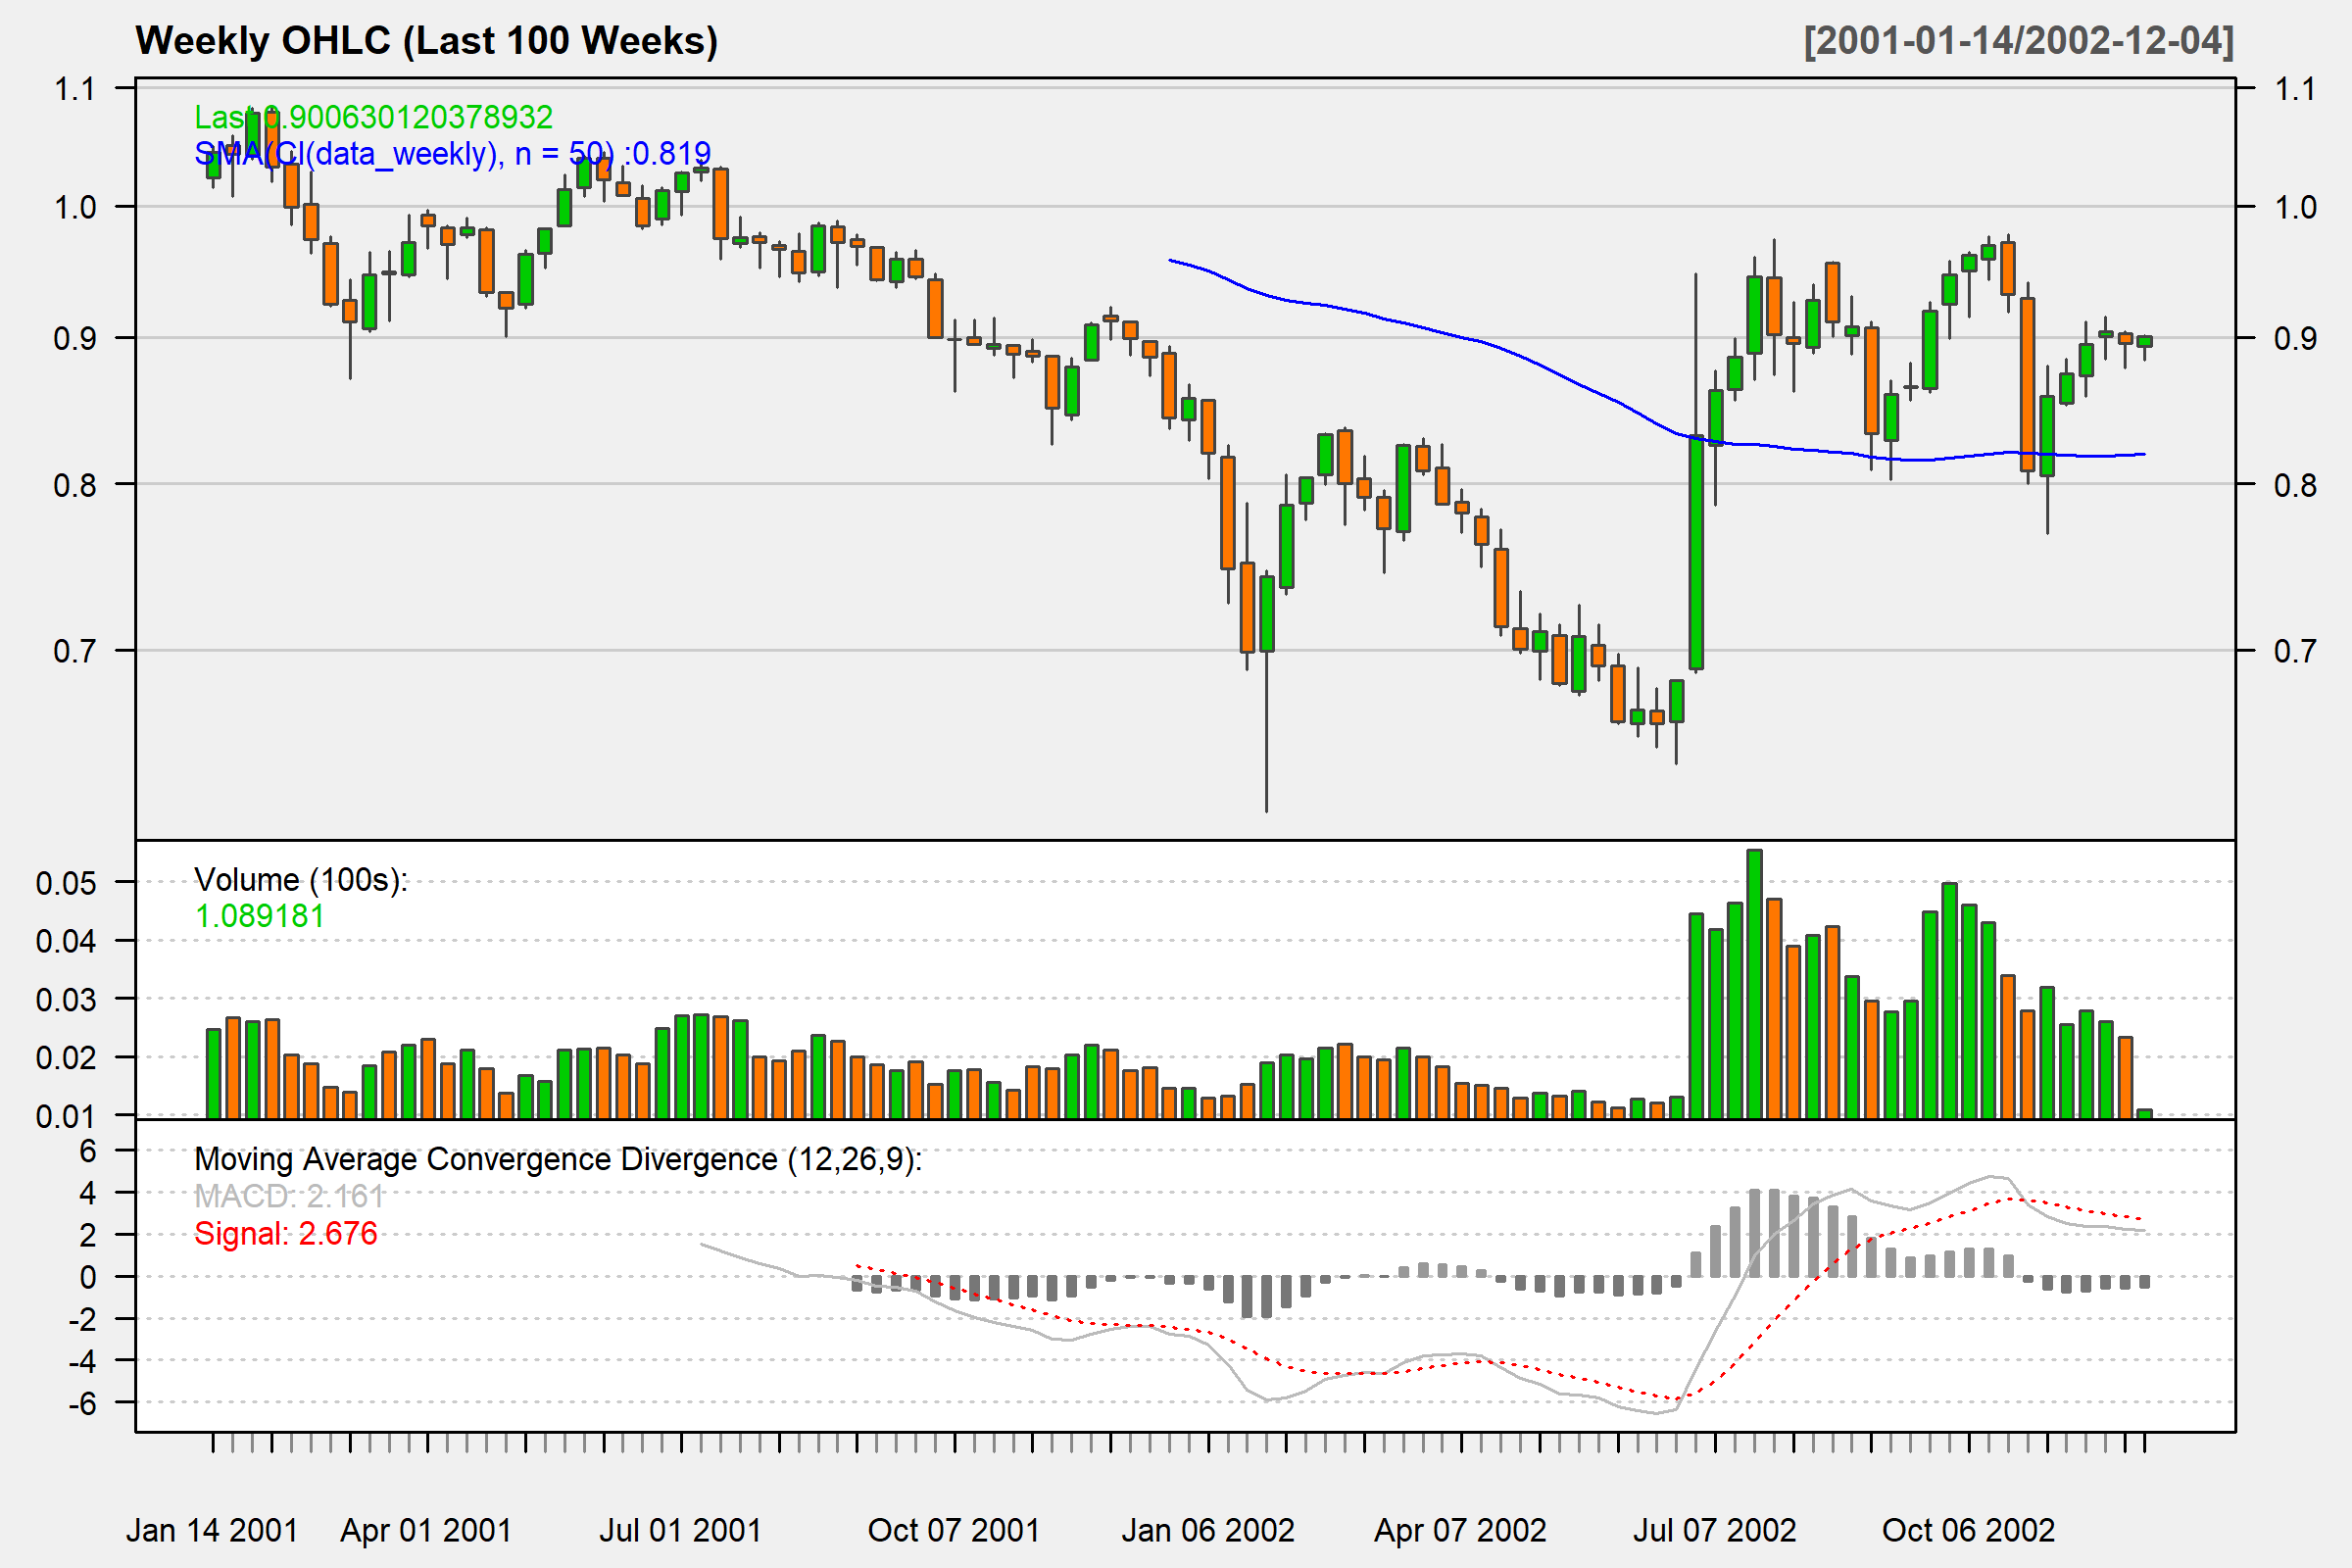 Weekly OHLC (Last 100 Weeks)
[2001-01-14/2002-12-04]
1.1
1.0
0.9
0.8
0.7
1.1
1.0
0.9
0.8
0.7
Last 0.900630120378932
SMA(Cl(data_weekly), n = 50) :0.819
Volume (100s):
1.089181
0.05
0.04
0.03
0.02
0.01
Moving Average Convergence Divergence (12,26,9):
MACD: 2.161
Signal: 2.676
6
4
2
0
-2
-4
-6
Jan 14 2001
Apr 01 2001
Jul 01 2001
Oct 07 2001
Jan 06 2002
Apr 07 2002
Jul 07 2002
Oct 06 2002